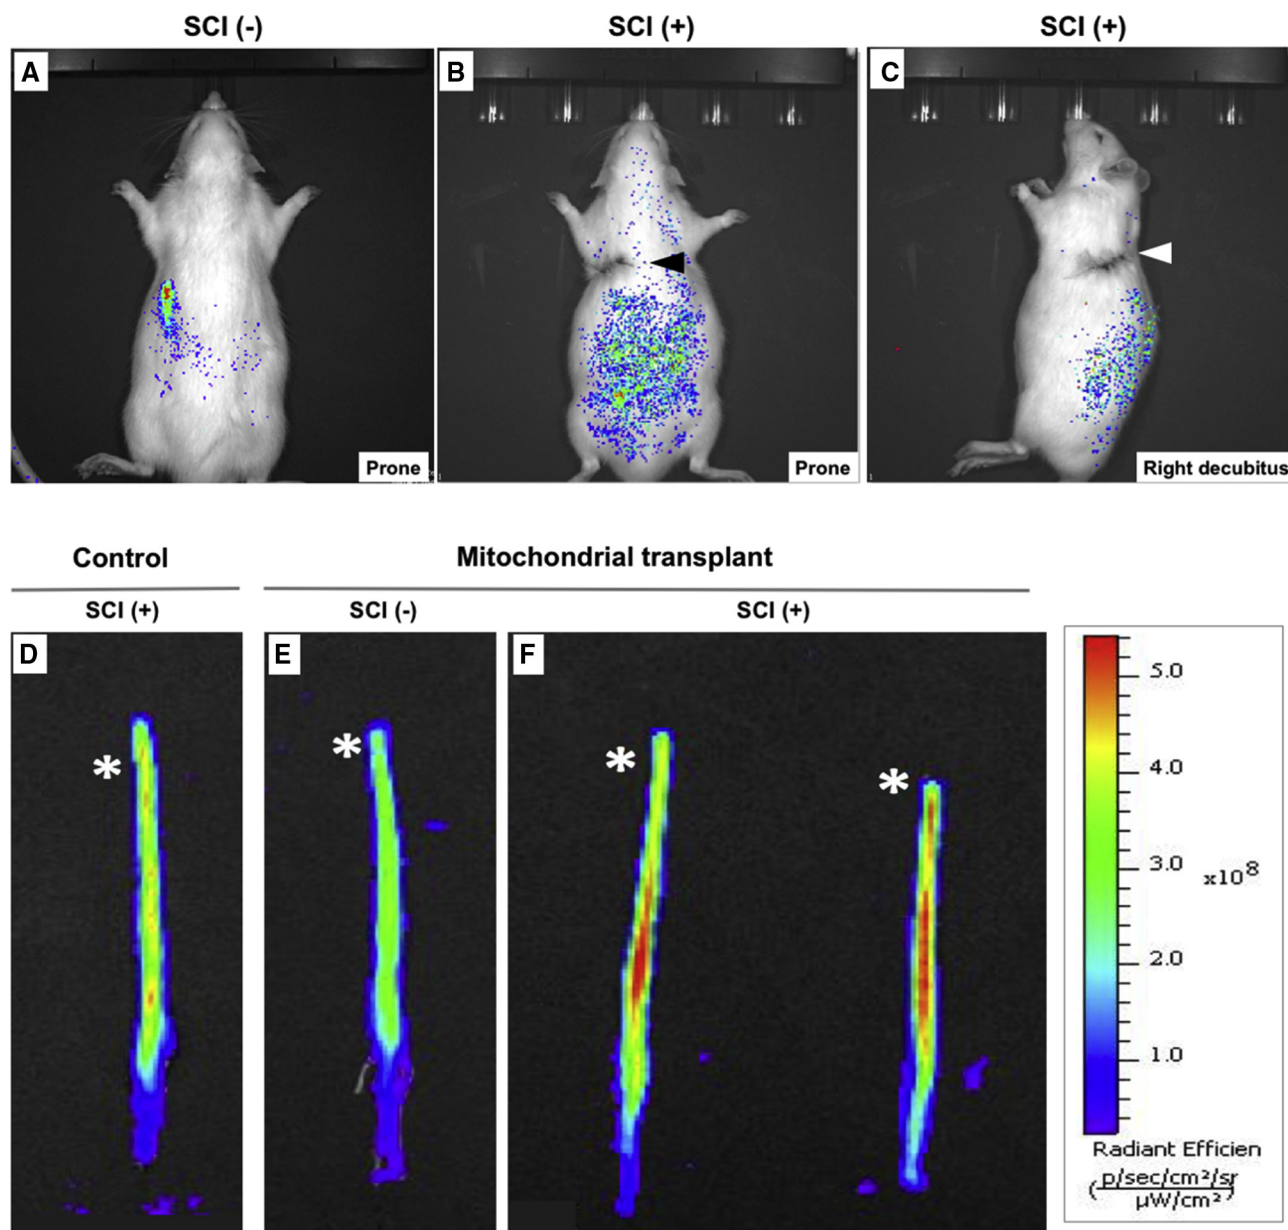 SCI (-)
SCI (+)
SCI (+)
A
B
C
Prone
Prone
Right decubitus
Control
Mitochondrial transplant
SCI (+)
SCI (-)
SCI (+)
D
E
F
*
*
*
*
5.0
4.0
3.0
x10⁸
2.0
1.0
Radiant Efficien
(p/sec/cm²/sr
µW/cm²)